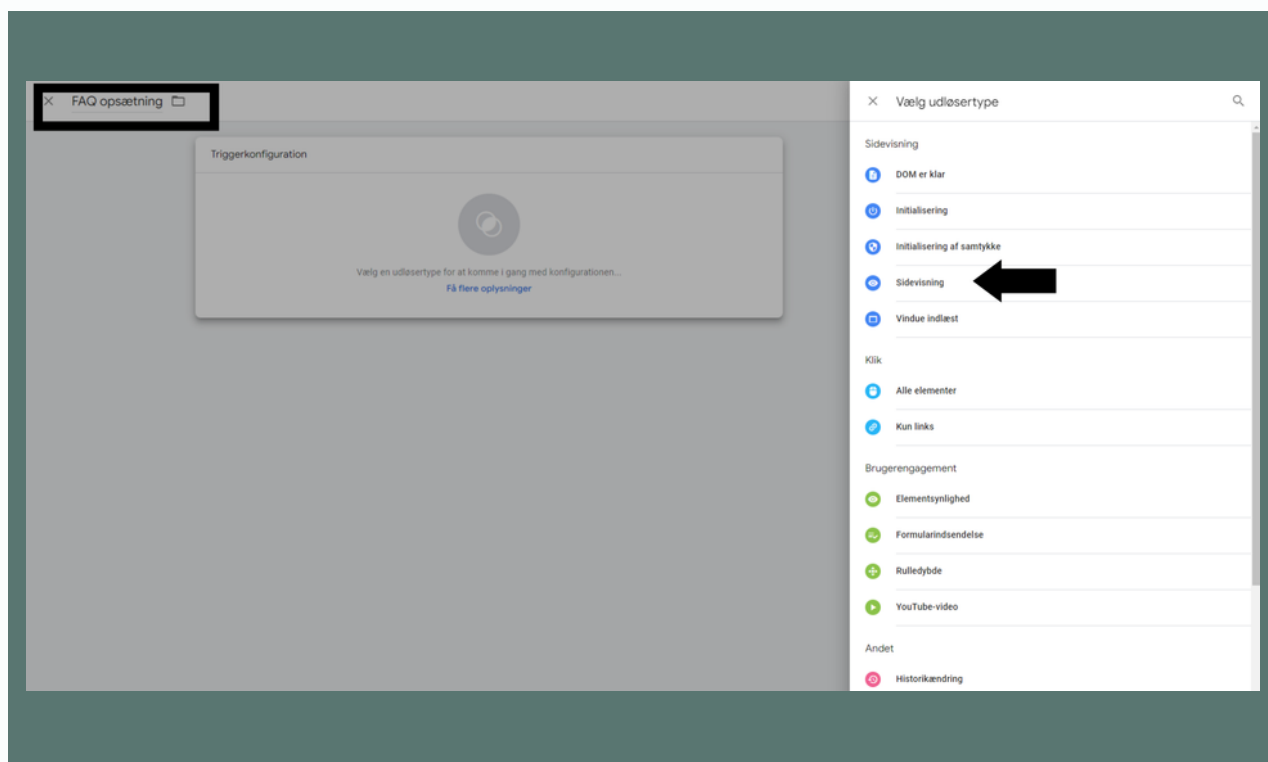 FAQ opsætning
Triggerkonfiguration
Vælg en udløsertype for at komme i gang med konfigurationen...
Få flere oplysninger
Vælg udløsertype
Sidevisning
DOM er klar
Initialisering
Initialisering af samtykke
Sidevisning
Vindue indlæst
Klik
Alle elementer
Kun links
Brugerengagement
Elementsynlighed
Formularindsendelse
Rulledybde
YouTube-video
Andet
Historikændring